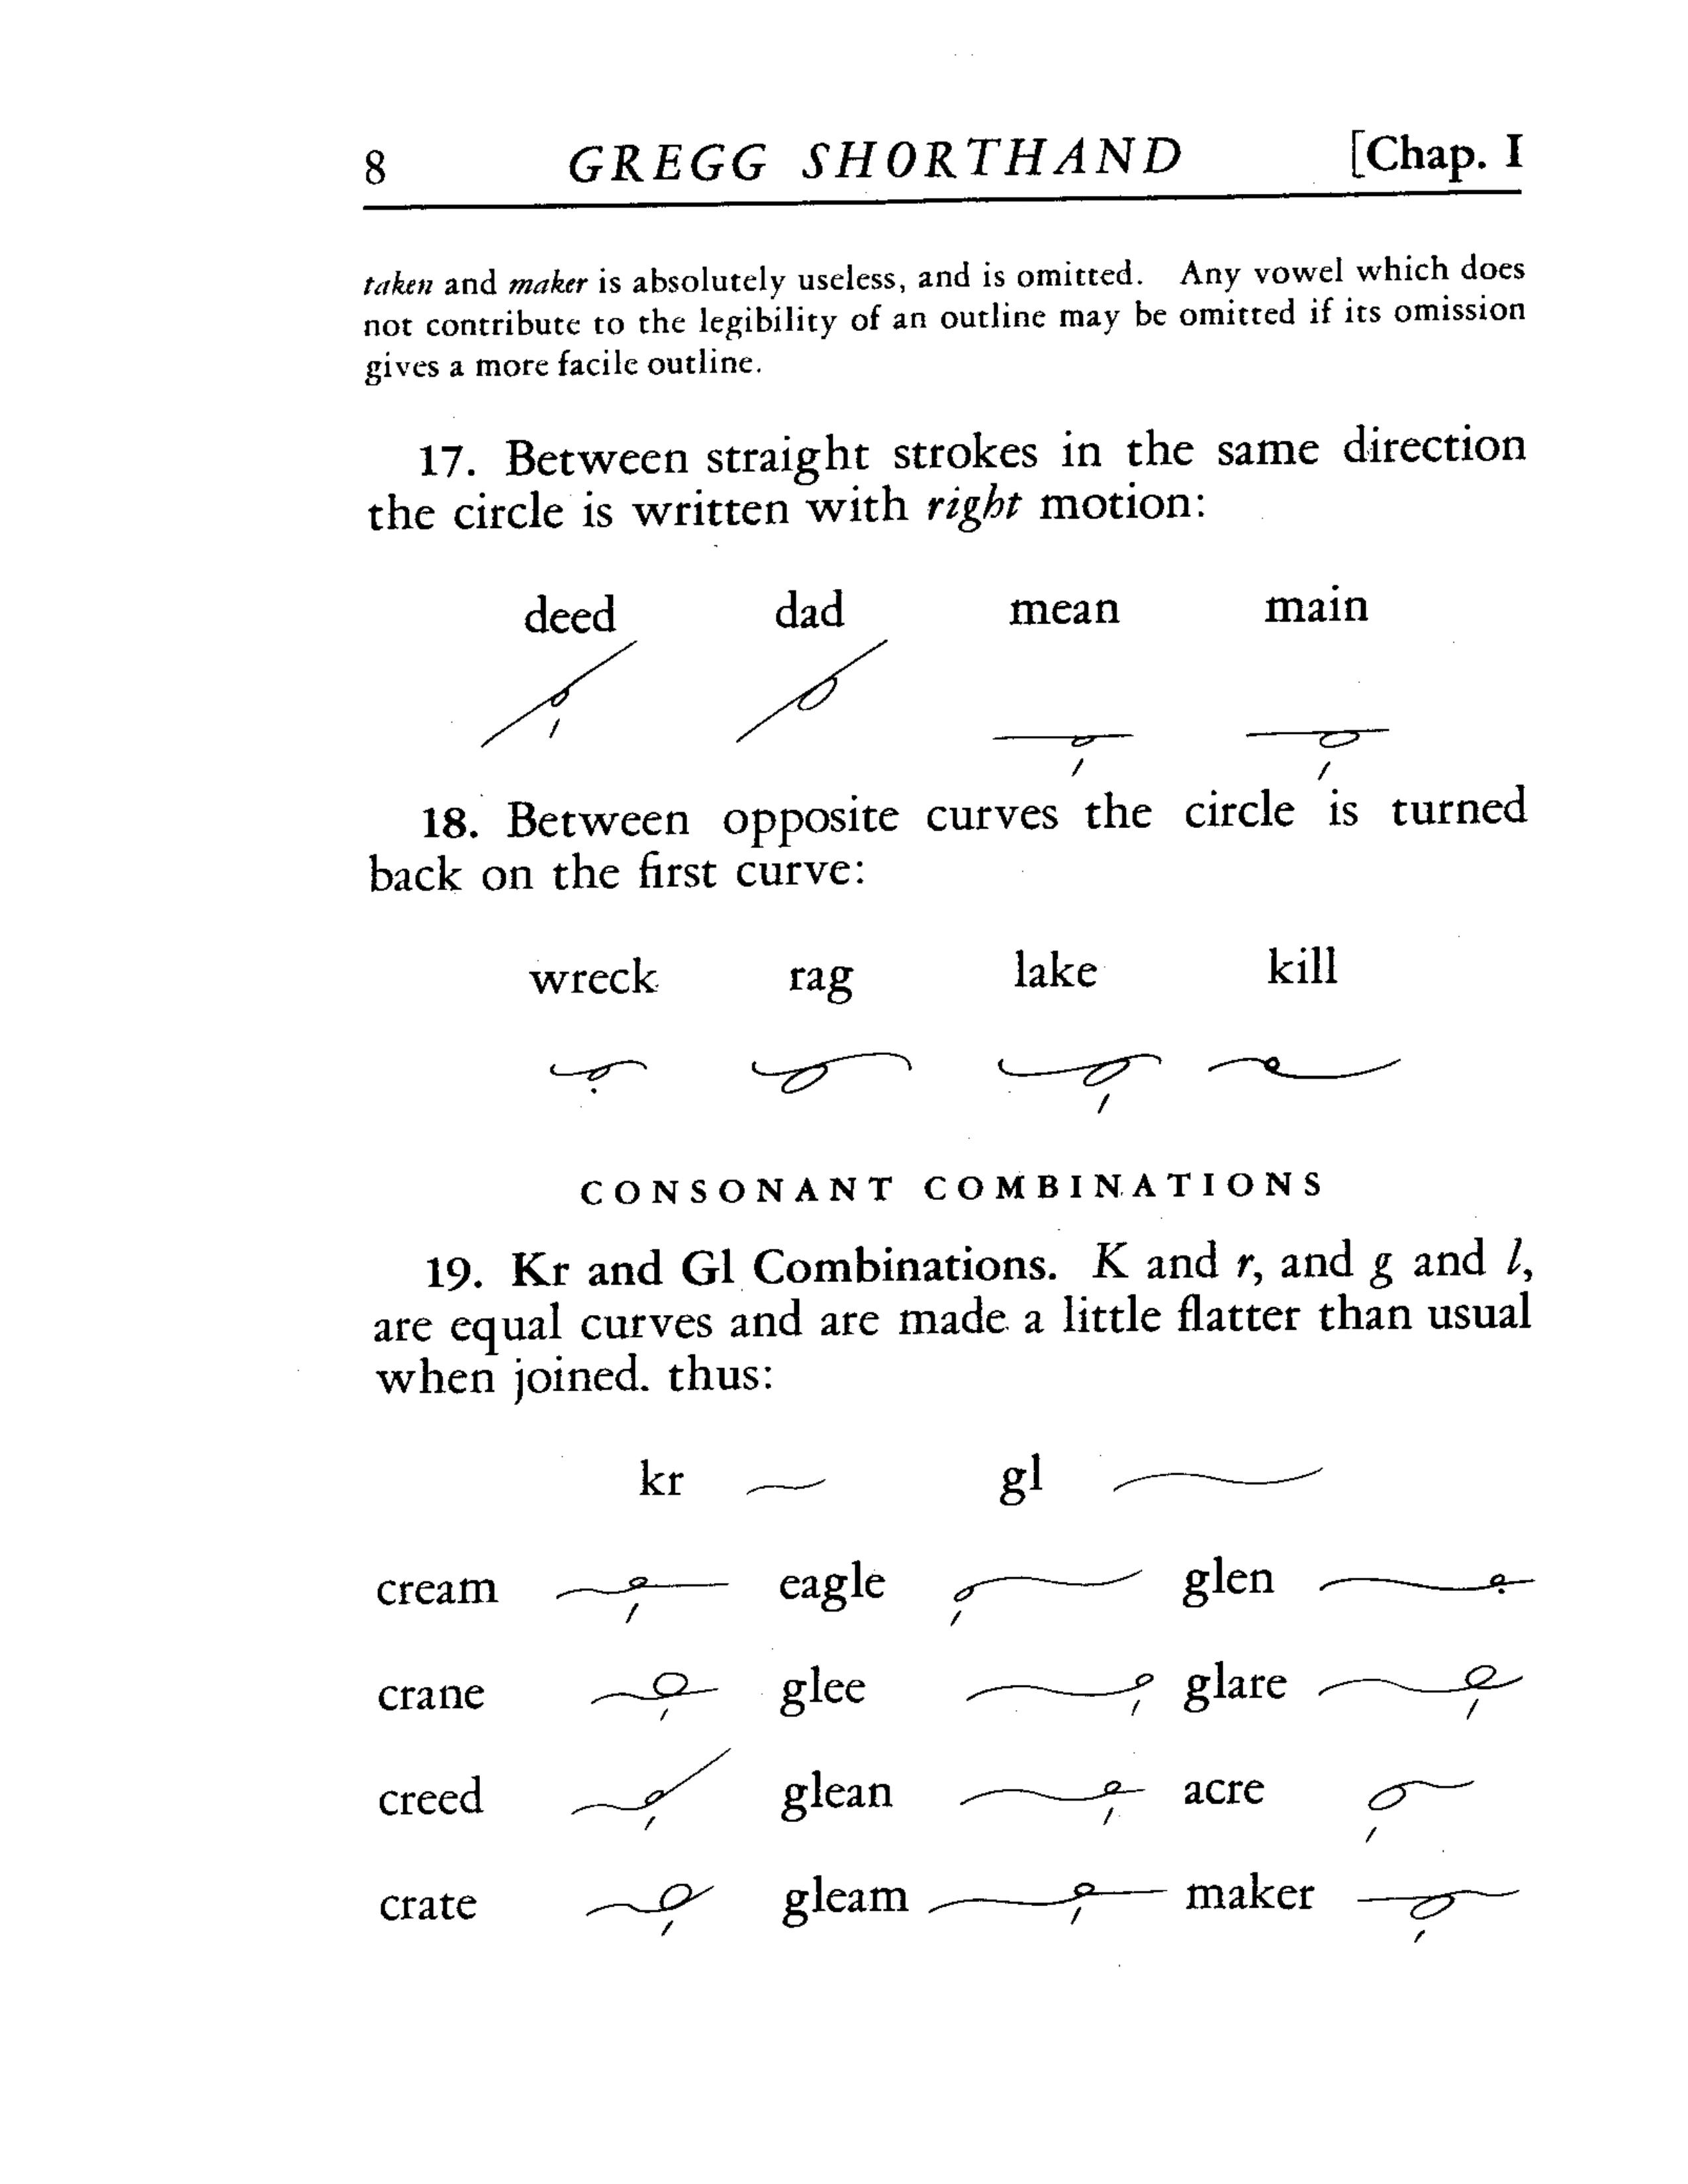 8 GREGG SHORTHAND [Chap. I
taken and maker is absolutely useless, and is omitted. Any vowel which does
not contribute to the legibility of an outline may be omitted if its omission
gives a more facile outline.
17. Between straight strokes in the same direction
the circle is written with right motion:
deed dad mean main
18. Between opposite curves the circle is turned
back on the first curve:
wreck rag lake kill
CONSONANT COMBINATIONS
19. Kr and Gl Combinations. K and r, and g and l,
are equal curves and are made a little flatter than usual
when joined. thus:
kr gl
cream eagle glen
crane glee glare
creed glean acre
crate gleam maker